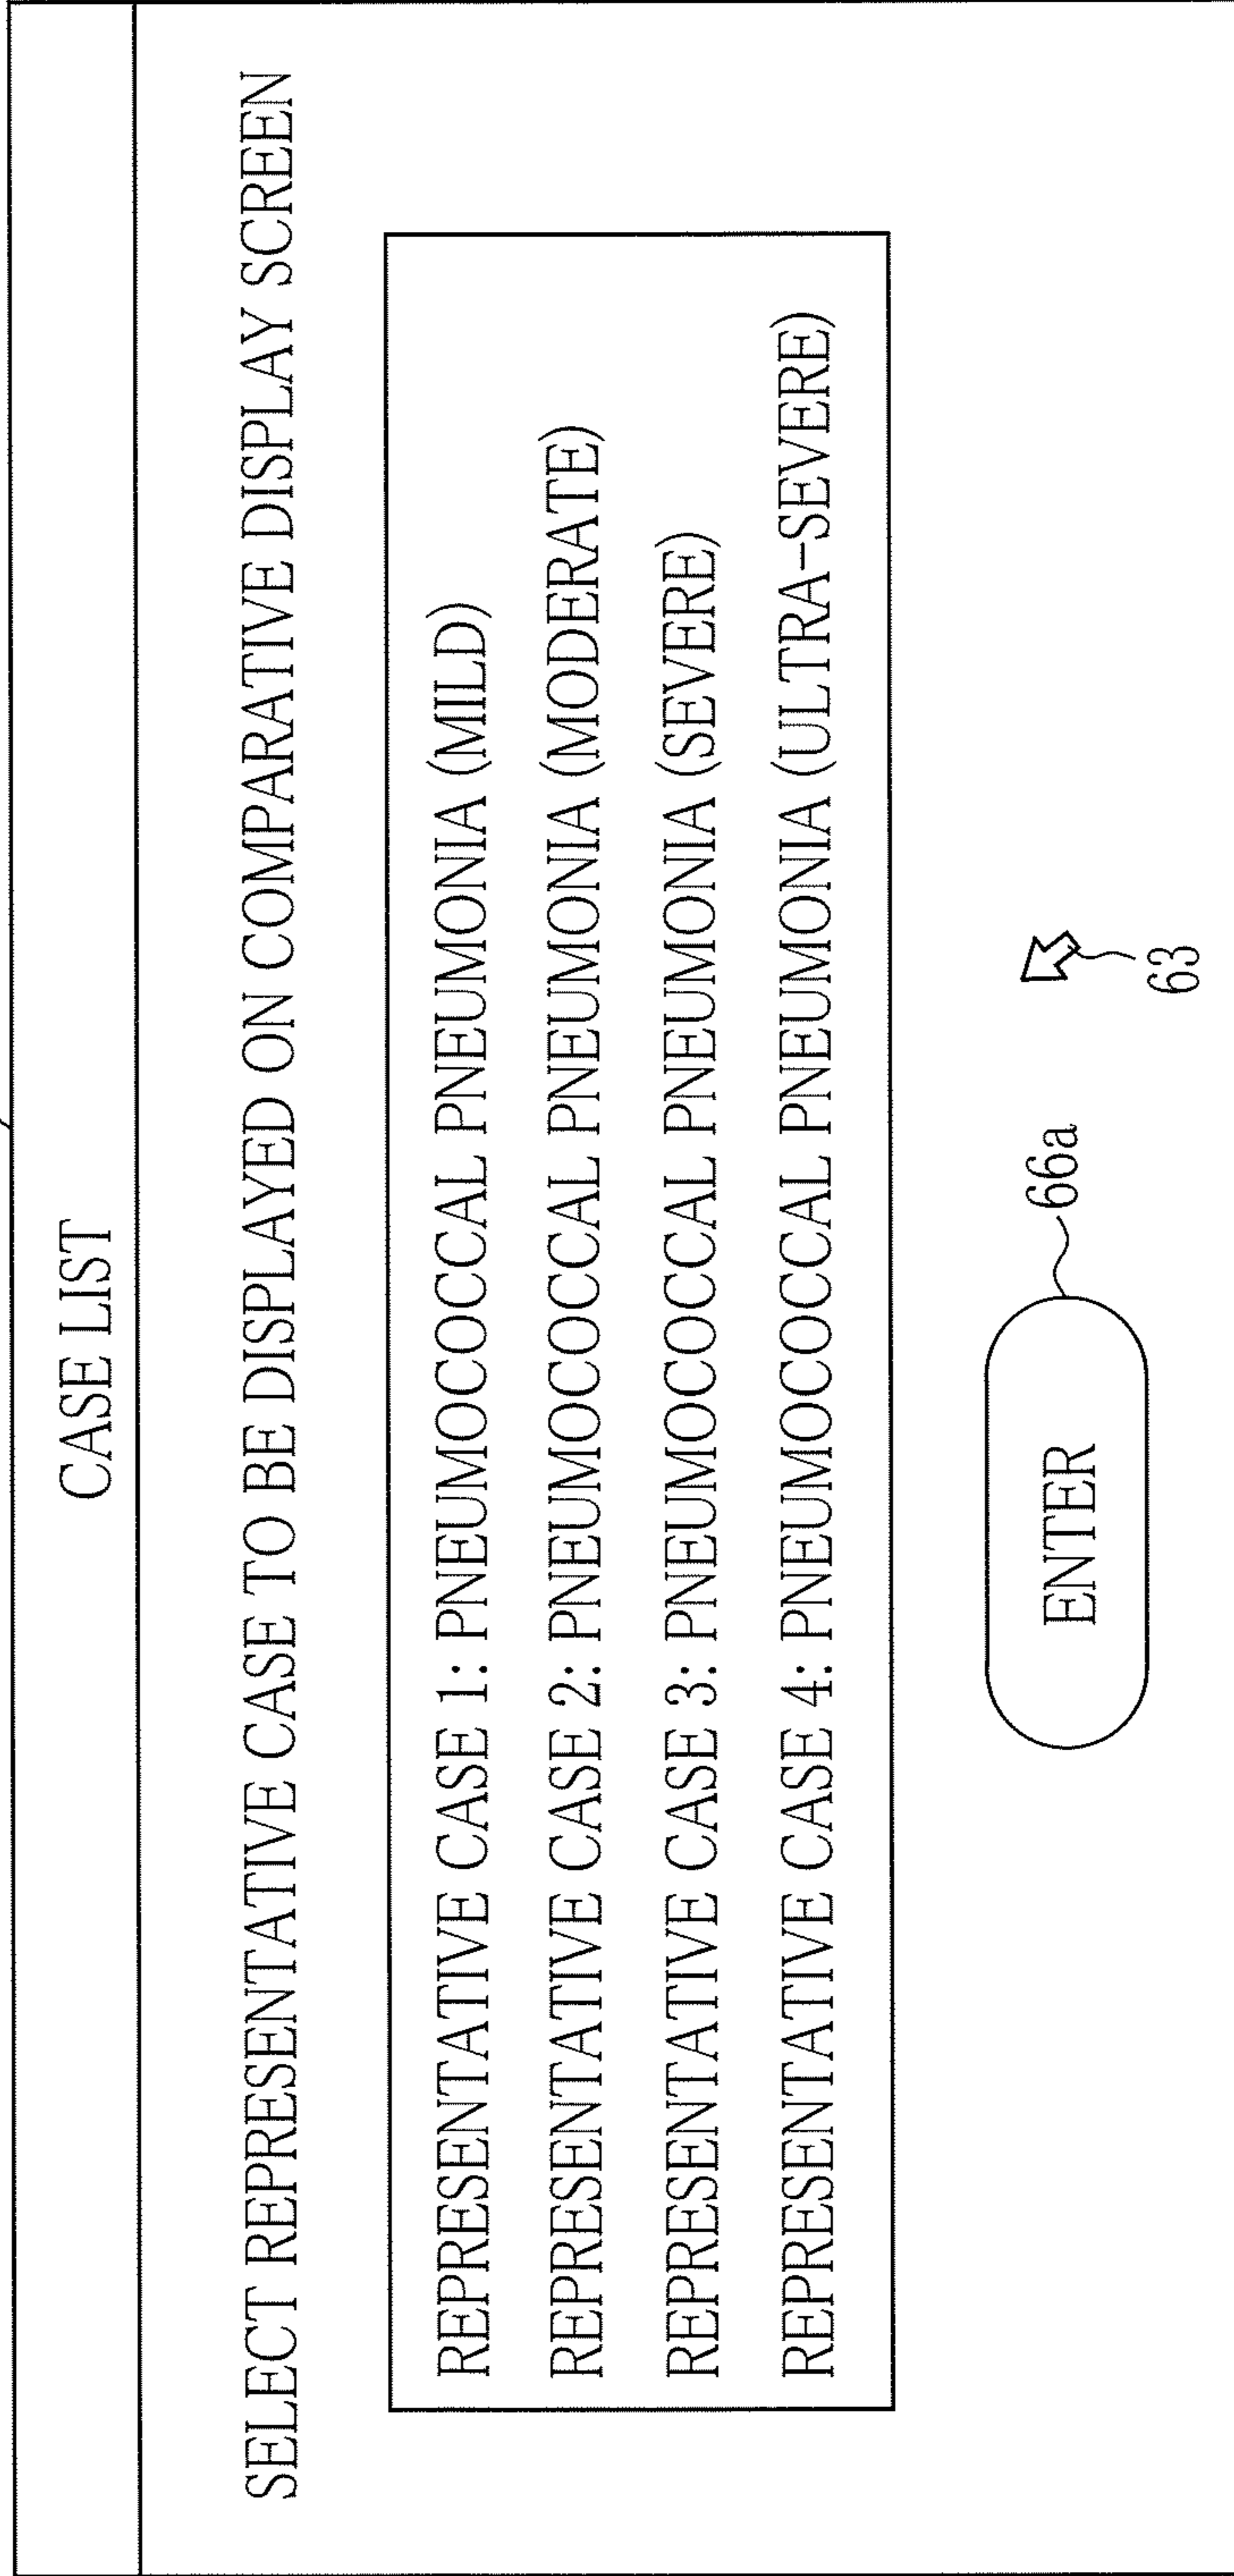 CASE LIST
SELECT REPRESENTATIVE CASE TO BE DISPLAYED ON COMPARATIVE DISPLAY SCREEN
REPRESENTATIVE CASE 1: PNEUMOCOCCAL PNEUMONIA (MILD)
REPRESENTATIVE CASE 2: PNEUMOCOCCAL PNEUMONIA (MODERATE)
REPRESENTATIVE CASE 3: PNEUMOCOCCAL PNEUMONIA (SEVERE)
REPRESENTATIVE CASE 4: PNEUMOCOCCAL PNEUMONIA (ULTRA-SEVERE)
ENTER
66a
63